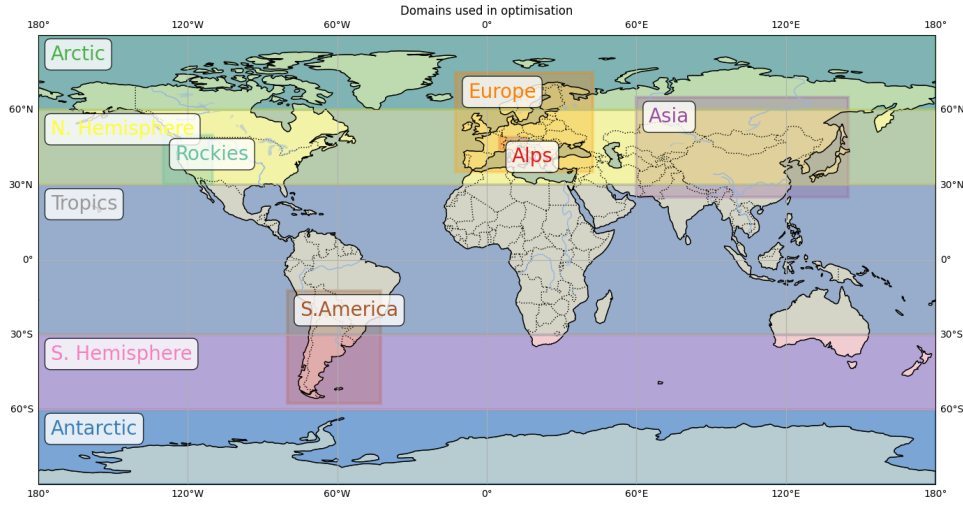 Domains used in optimisation
180° 120°W 60°W 0° 60°E 120°E 180°
Arctic
Europe
60°N 60°N
Asia
N. Hemisphere
Rockies
Alps
30°N 30°N
Tropics
0° 0°
S.America
30°S 30°S
S. Hemisphere
60°S 60°S
Antarctic
180° 120°W 60°W 0° 60°E 120°E 180°